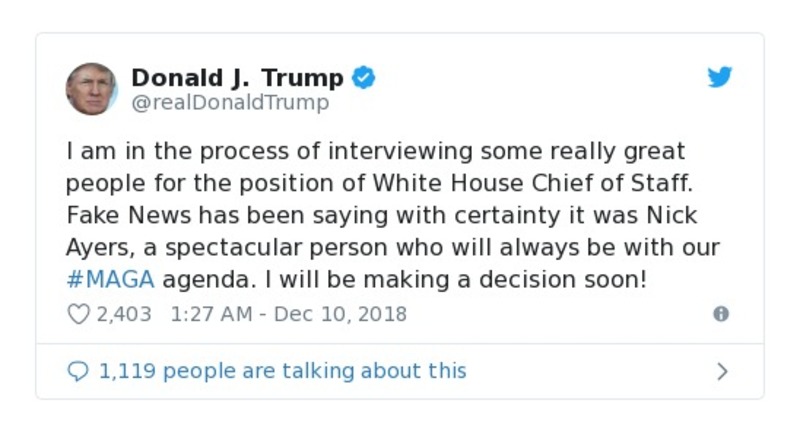 Donald J. Trump
@realDonaldTrump
I am in the process of interviewing some really great
people for the position of White House Chief of Staff.
Fake News has been saying with certainty it was Nick
Ayers, a spectacular person who will always be with our
#MAGA agenda. I will be making a decision soon!
2,403 1:27 AM - Dec 10, 2018
1,119 people are talking about this